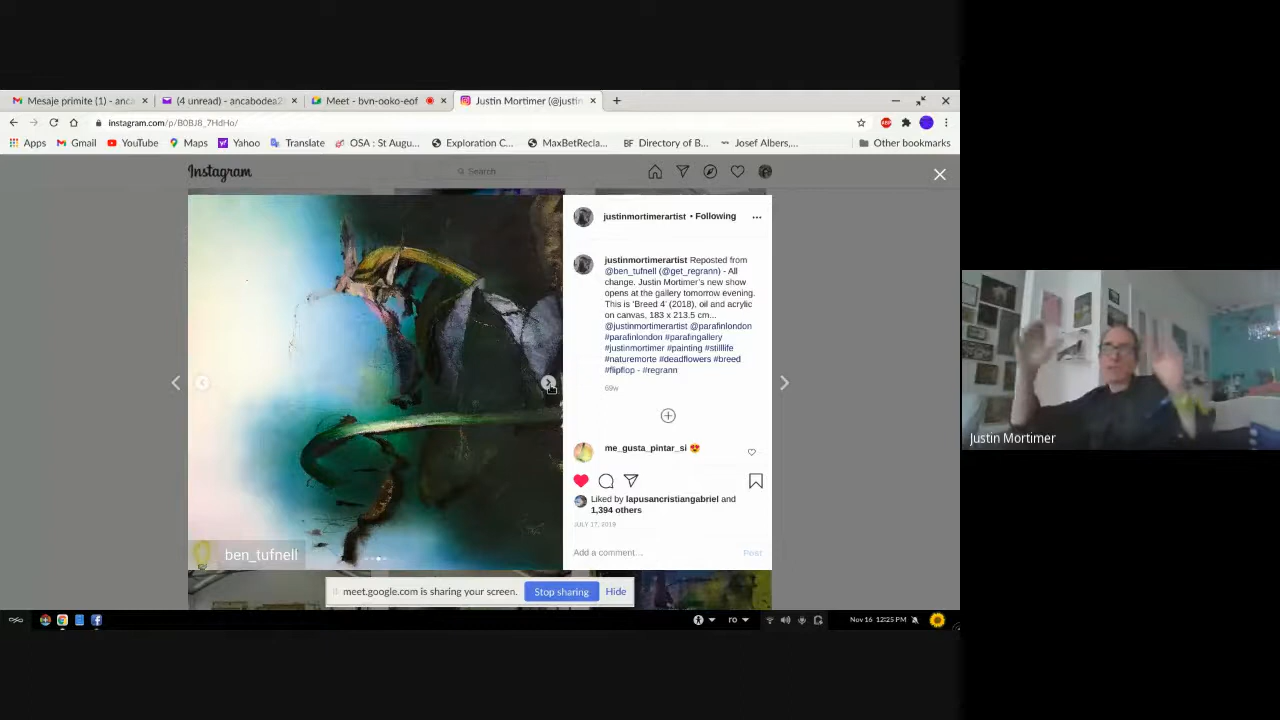 Mesaje primite (1) - anca
(4 unread) - ancabodea2
Meet - bvn-ooko-eof
Justin Mortimer (@justin
instagram.com/p/B0BJ8_7HdHo/
Apps
Gmail
YouTube
Maps
Yahoo
Translate
OSA : St Augu...
Exploration C...
MaxBetRecla...
BF Directory of B...
Josef Albers,...
Other bookmarks
Instagram
Search
justinmortimerartist • Following
justinmortimerartist Reposted from
@ben_tufnell (@get_regrann) - All
change. Justin Mortimer's new show
opens at the gallery tomorrow evening.
This is 'Breed 4' (2018), oil and acrylic
on canvas, 183 x 213.5 cm...
@justinmortimerartist @parafinlondon
#parafinlondon #parafingallery
#justinmortimer #painting #stilllife
#naturemorte #deadflowers #breed
#flipflop - #regrann
69w
me_gusta_pintar_si 😍
Liked by lapusancristiangabriel and
1,394 others
JULY 17, 2019
Add a comment...
Post
ben_tufnell
meet.google.com is sharing your screen.
Stop sharing
Hide
ro
Nov 16 12:25 PM
Justin Mortimer